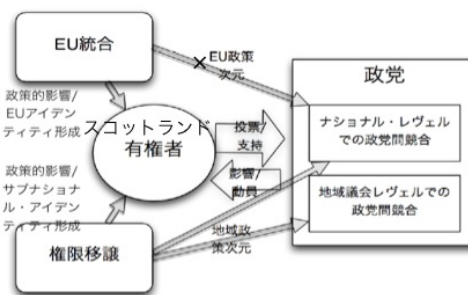 EU統合
×EU政策
次元
政党
政策的影響/
EUアイデン
ティティ形成
スコットランド
有権者
投票/
支持
影響/
動員
ナショナル・レヴェル
での政党間競合
地域議会レヴェルでの
政党間競合
政策的影響/
サブナショナ
ル・アイデン
ティティ形成
地域政
策次元
権限移譲